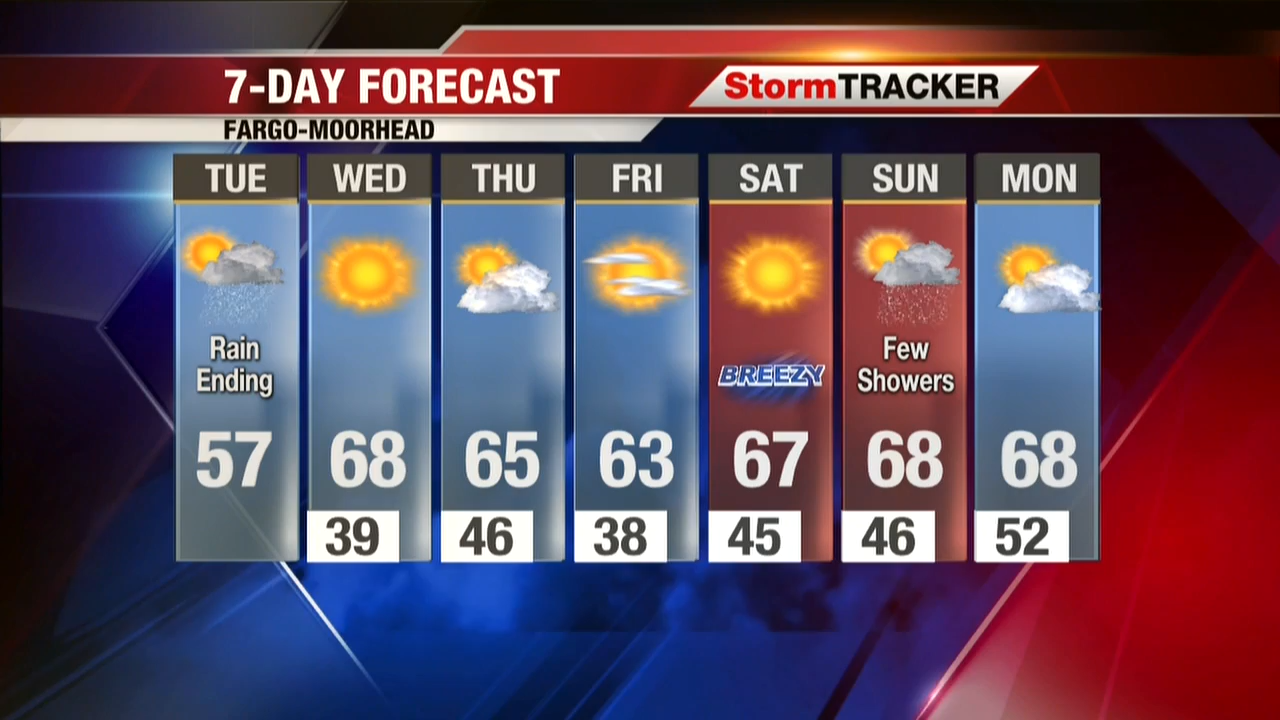 7-DAY FORECAST
StormTRACKER
FARGO-MOORHEAD
TUE WED THU FRI SAT SUN MON
Rain
Ending
BREEZY
Few
Showers
57 68 65 63 67 68 68
39 46 38 45 46 52